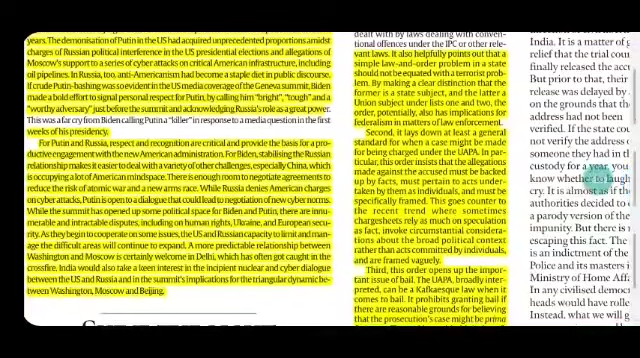 years. The demonisation of Putin in the US had acquired unprecedented proportions amidst
charges of Russian political interference in the US presidential elections and allegations of
Moscow's support to a series of cyber attacks on critical American infrastructure, including
oil pipelines. In Russia, too, anti-Americanism had become a staple diet in public discourse.
If crude Putin-bashing was so evident in the US media coverage of the Geneva summit, Biden
made a bold effort to signal personal respect for Putin, by calling him "bright", "tough" and a
"worthy adversary" just before the summit and acknowledging Russia's role as a great power.
This was a far cry from Biden calling Putin a "killer" in response to a media question in the first
weeks of his presidency.
For Putin and Russia, respect and recognition are critical and provide the basis for a pro-
ductive engagement with the new American administration. For Biden, stabilising the Russian
relationship makes it easier to deal with a variety of other challenges, especially China, which
is occupying a lot of American mindspace. There is enough room to negotiate agreements to
reduce the risk of atomic war and a new arms race. While Russia denies American charges
on cyber attacks, Putin is open to a dialogue that could lead to negotiation of new cyber norms.
While the summit has opened up some political space for Biden and Putin, there are innu-
merable and intractable disputes, including on human rights, Ukraine, and European secu-
rity. As they begin to cooperate on some issues, the US and Russia's capacity to limit and man-
age the difficult areas will continue to expand. A more predictable relationship between
Washington and Moscow is certainly welcome in Delhi, which has often got caught in the
crossfire. India would also take a keen interest in the incipient nuclear and cyber dialogue
between the US and Russia and in the summit's implications for the triangular dynamic be-
tween Washington, Moscow and Beijing.
dealt with by laws dealing with conven-
tional offences under the IPC or other rele-
vant laws. It also helpfully points out that a
simple law-and-order problem in a state
should not be equated with a terrorist prob-
lem. By making a clear distinction that the
former is a state subject, and the latter a
Union subject under lists one and two, the
order, potentially, also has implications for
federalism in matters of law enforcement.
Second, it lays down at least a general
standard for when a case might be made
for being charged under the UAPA. In par-
ticular, this order insists that the allegations
made against the accused must be backed
up by facts, must pertain to acts under-
taken by them as individuals, and must be
specifically framed. This goes counter to
the recent trend where sometimes
chargesheets rely as much on speculation
as fact, invoke circumstantial considera-
tions about the broad political context
rather than acts committed by individuals,
and are framed vaguely.
Third, this order opens up the impor-
tant issue of bail. The UAPA, broadly inter-
preted, can be a Kafkaesque law when it
comes to bail. It prohibits granting bail if
there are reasonable grounds for believing
that the prosecution's case might be prima
India. It is a matter of g
relief that the trial cou
finally released the acc
But prior to that, their
release was delayed by
on the grounds that th
address had not been
verified. If the state cou
not verify the address o
someone they had in t
custody for a year, you
know whether to laugh
cry. It is almost as if the
authorities decided to
a parody version of the
impunity. But there is r
escaping this fact. The
is an indictment of the
Police and its masters i
Ministry of Home Affa
In any civilised democ
heads would have rolle
Instead, what we will g